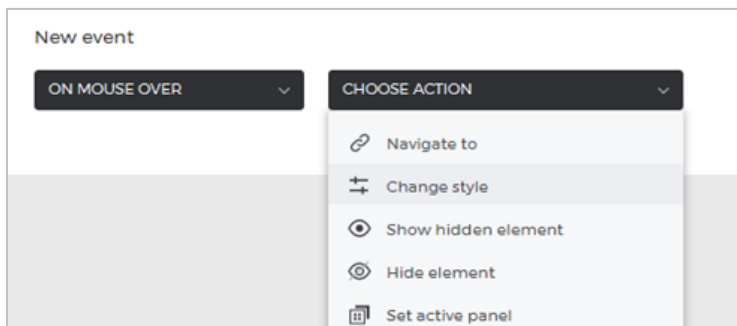 New event
ON MOUSE OVER
CHOOSE ACTION
Navigate to
Change style
Show hidden element
Hide element
Set active panel